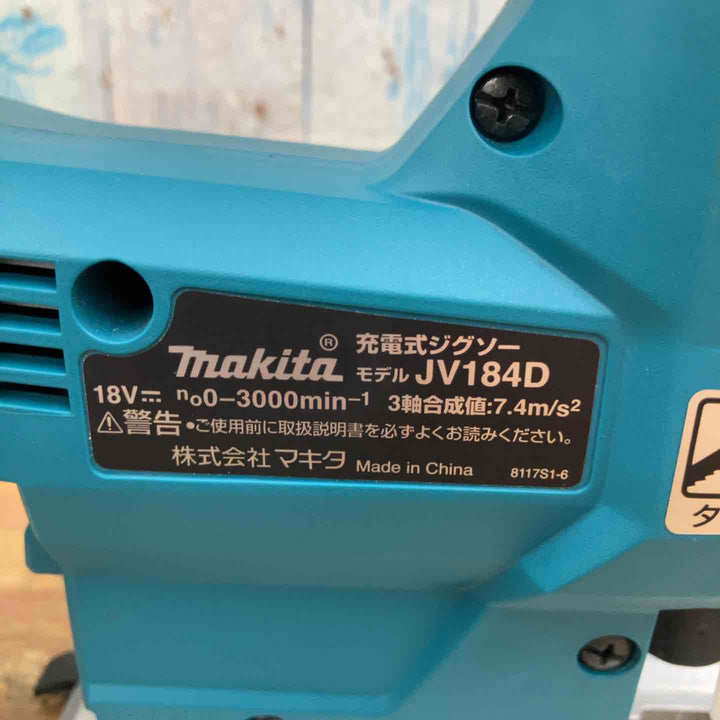 makita® 充電式ジグソー
モデル JV184D
18V⎓ n₀0–3000min⁻¹ 3軸合成値:7.4m/s²
⚠警告 •ご使用前に取扱説明書を必ずよくお読みください。
株式会社 マキタ Made in China 8117S1-6
タ